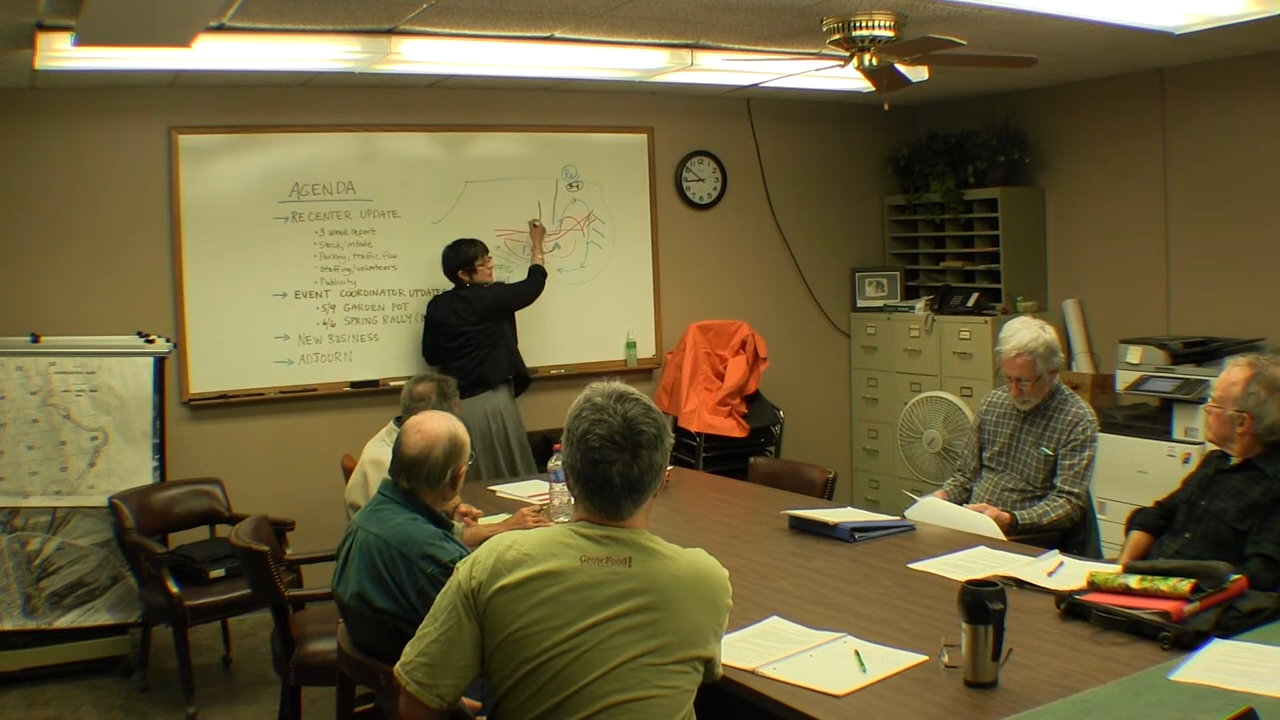 AGENDA
→ RECENTER UPDATE
• 3 week report
• Stock/intake
• Parking/traffic flow
• Staffing/volunteers
• Publicity
→ EVENT COORDINATOR UPDATE
• 5/9 GARDEN POT
• 6/6 SPRING RALLY
→ NEW BUSINESS
→ ADJOURN
GrowFood!